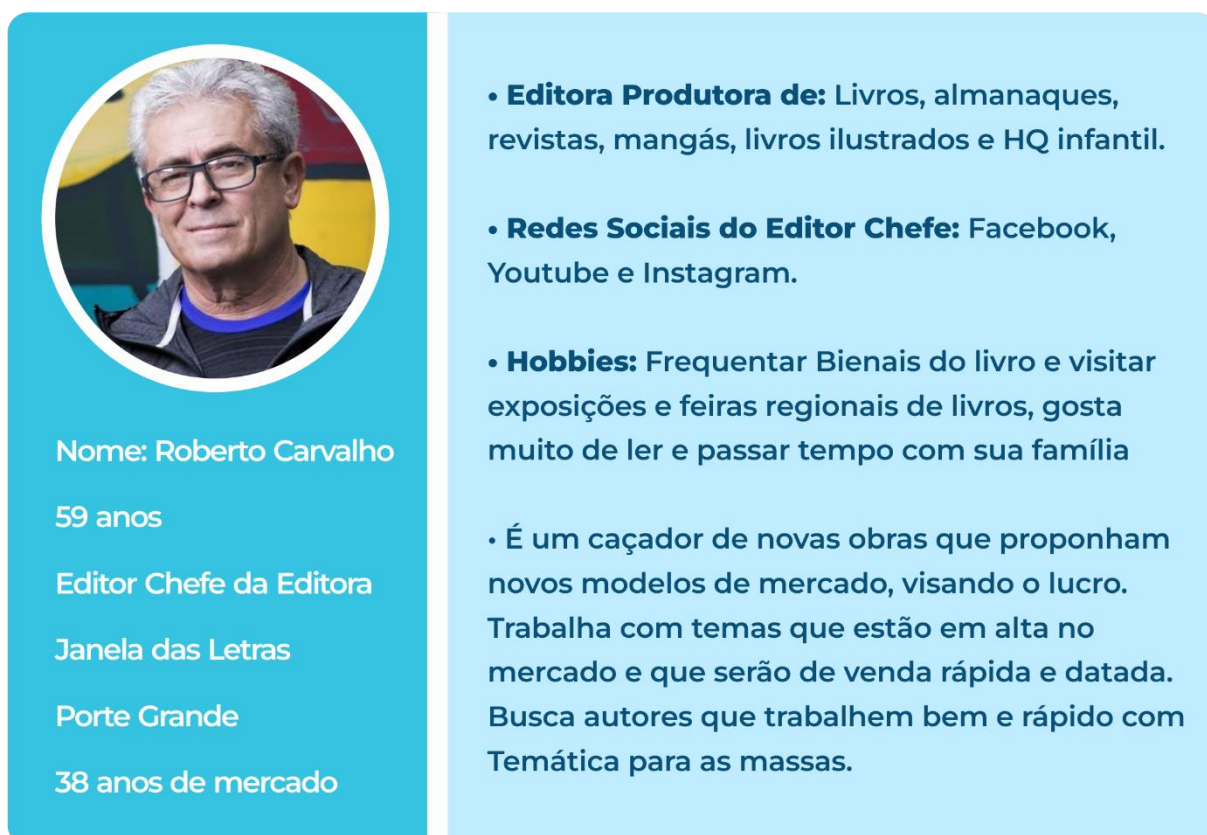 Nome: Roberto Carvalho
59 anos
Editor Chefe da Editora
Janela das Letras
Porte Grande
38 anos de mercado
• Editora Produtora de: Livros, almanaques,
revistas, mangás, livros ilustrados e HQ infantil.
• Redes Sociais do Editor Chefe: Facebook,
Youtube e Instagram.
• Hobbies: Frequentar Bienais do livro e visitar
exposições e feiras regionais de livros, gosta
muito de ler e passar tempo com sua família
• É um caçador de novas obras que proponham
novos modelos de mercado, visando o lucro.
Trabalha com temas que estão em alta no
mercado e que serão de venda rápida e datada.
Busca autores que trabalhem bem e rápido com
Temática para as massas.